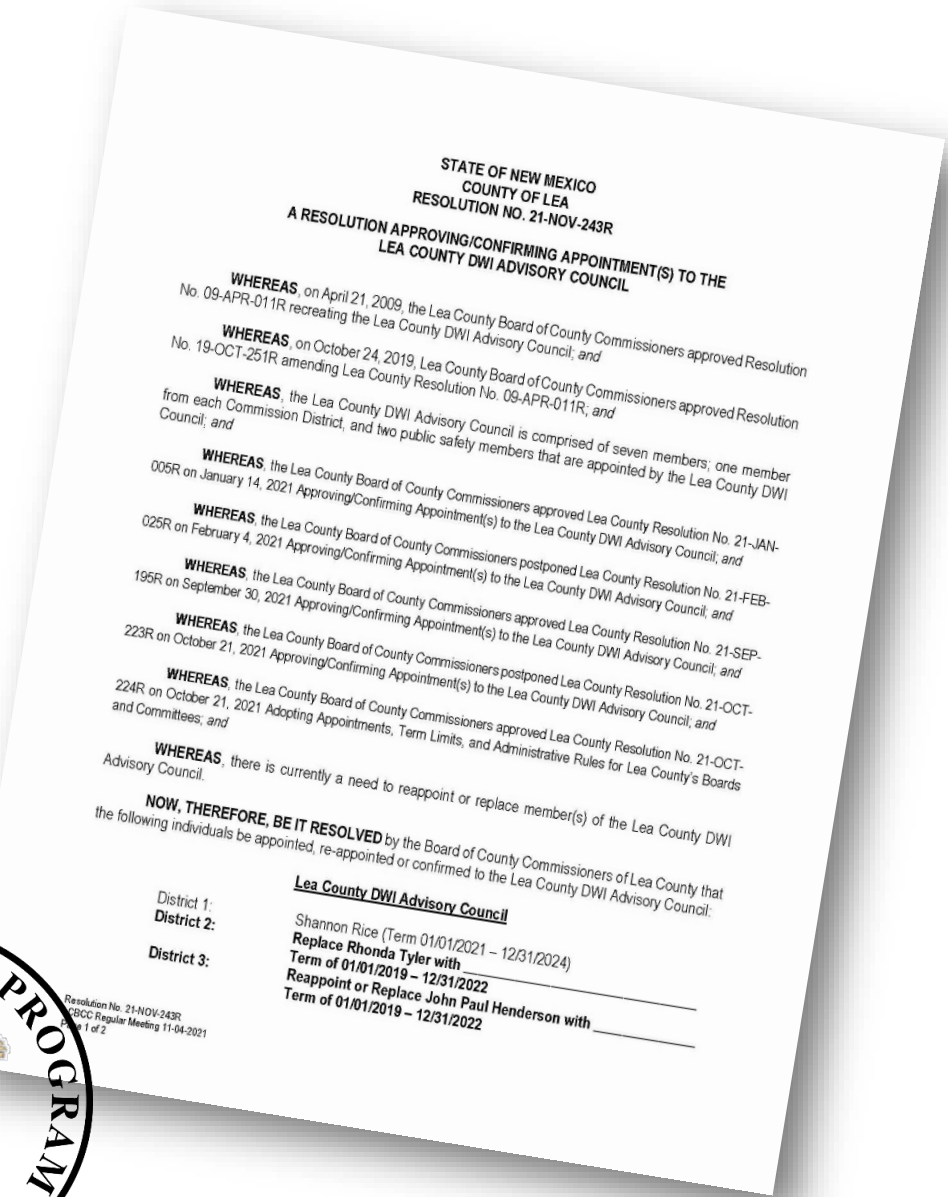 STATE OF NEW MEXICO
COUNTY OF LEA
RESOLUTION NO. 21-NOV-243R
A RESOLUTION APPROVING/CONFIRMING APPOINTMENT(S) TO THE
LEA COUNTY DWI ADVISORY COUNCIL
WHEREAS, on April 21, 2009, the Lea County Board of County Commissioners approved Resolution
No. 09-APR-011R recreating the Lea County DWI Advisory Council; and
WHEREAS, on October 24, 2019, Lea County Board of County Commissioners approved Resolution
No. 19-OCT-251R amending Lea County Resolution No. 09-APR-011R; and
WHEREAS, the Lea County DWI Advisory Council is comprised of seven members; one member
from each Commission District, and two public safety members that are appointed by the Lea County DWI
Council; and
WHEREAS, the Lea County Board of County Commissioners approved Lea County Resolution No. 21-JAN-
005R on January 14, 2021 Approving/Confirming Appointment(s) to the Lea County DWI Advisory Council; and
WHEREAS, the Lea County Board of County Commissioners postponed Lea County Resolution No. 21-FEB-
025R on February 4, 2021 Approving/Confirming Appointment(s) to the Lea County DWI Advisory Council; and
WHEREAS, the Lea County Board of County Commissioners approved Lea County Resolution No. 21-SEP-
195R on September 30, 2021 Approving/Confirming Appointment(s) to the Lea County DWI Advisory Council; and
WHEREAS, the Lea County Board of County Commissioners postponed Lea County Resolution No. 21-OCT-
223R on October 21, 2021 Approving/Confirming Appointment(s) to the Lea County DWI Advisory Council; and
WHEREAS, the Lea County Board of County Commissioners approved Lea County Resolution No. 21-OCT-
224R on October 21, 2021 Adopting Appointments, Term Limits, and Administrative Rules for Lea County's Boards
and Committees; and
WHEREAS, there is currently a need to reappoint or replace member(s) of the Lea County DWI
Advisory Council.
NOW, THEREFORE, BE IT RESOLVED by the Board of County Commissioners of Lea County that
the following individuals be appointed, re-appointed or confirmed to the Lea County DWI Advisory Council:
Lea County DWI Advisory Council
District 1: Shannon Rice (Term 01/01/2021 – 12/31/2024)
District 2: Replace Rhonda Tyler with ____________________
Term of 01/01/2019 – 12/31/2022
District 3: Reappoint or Replace John Paul Henderson with ____________
Term of 01/01/2019 – 12/31/2022
Resolution No. 21-NOV-243R
CBCC Regular Meeting 11-04-2021
1 of 2
PROGRAM